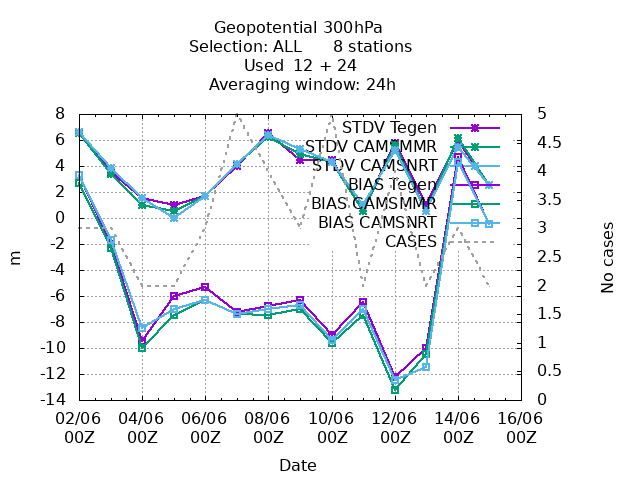 Geopotential 300hPa
Selection: ALL 8 stations
Used 12 + 24
Averaging window: 24h
8 5
6 4.5
4 4
2 3.5
0 3
-2 2.5
-4 2
-6 1.5
-8 1
-10 0.5
-12 0
-14
STDV Tegen
STDV CAMSMMR
STDV CAMSNRT
BIAS Tegen
BIAS CAMSMMR
BIAS CAMSNRT
CASES
m
No cases
02/06 04/06 06/06 08/06 10/06 12/06 14/06 16/06
00Z 00Z 00Z 00Z 00Z 00Z 00Z 00Z
Date